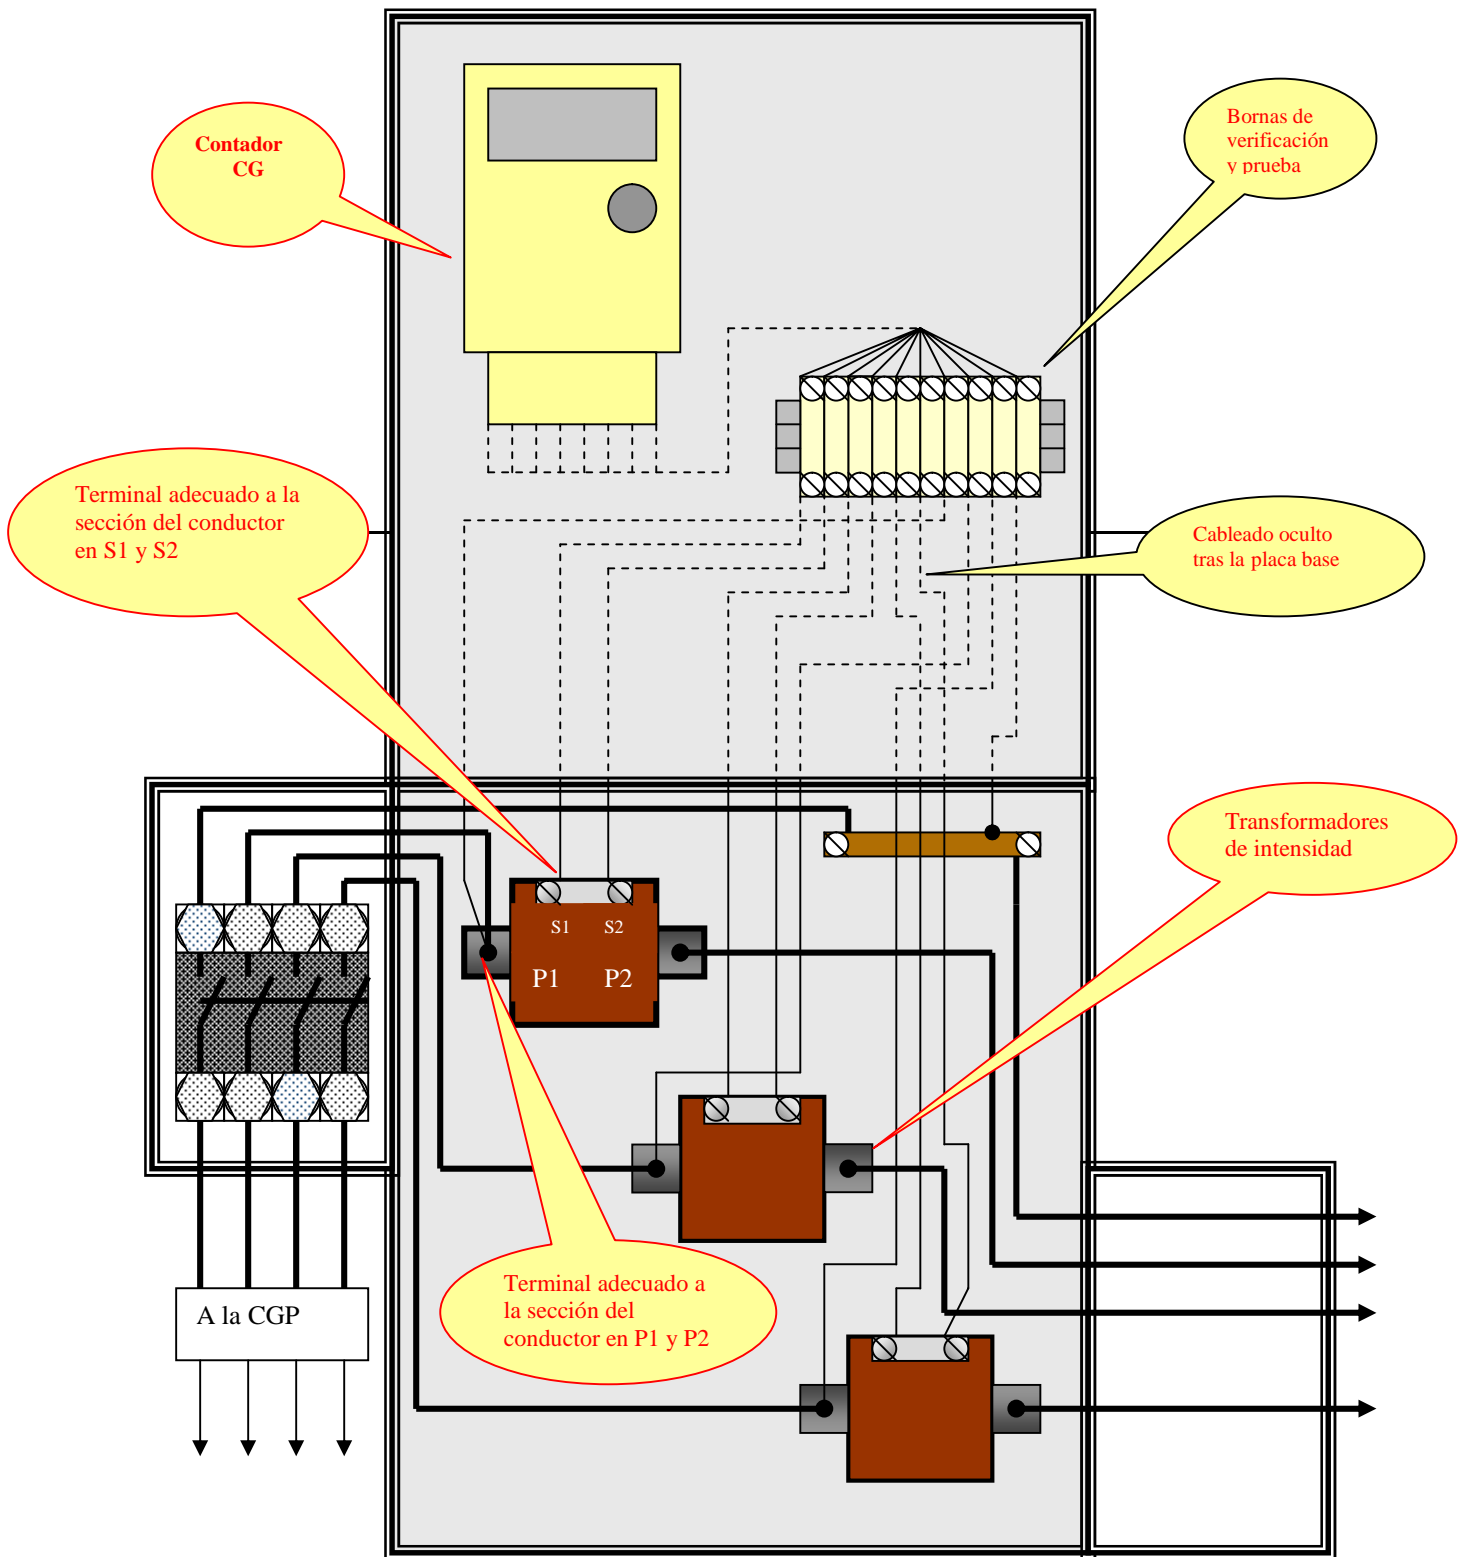 Contador
CG
Bornas de
verificación
y prueba
Terminal adecuado a la
sección del conductor
en S1 y S2
Cableado oculto
tras la placa base
Transformadores
de intensidad
S1 S2
P1 P2
Terminal adecuado a
la sección del
conductor en P1 y P2
A la CGP